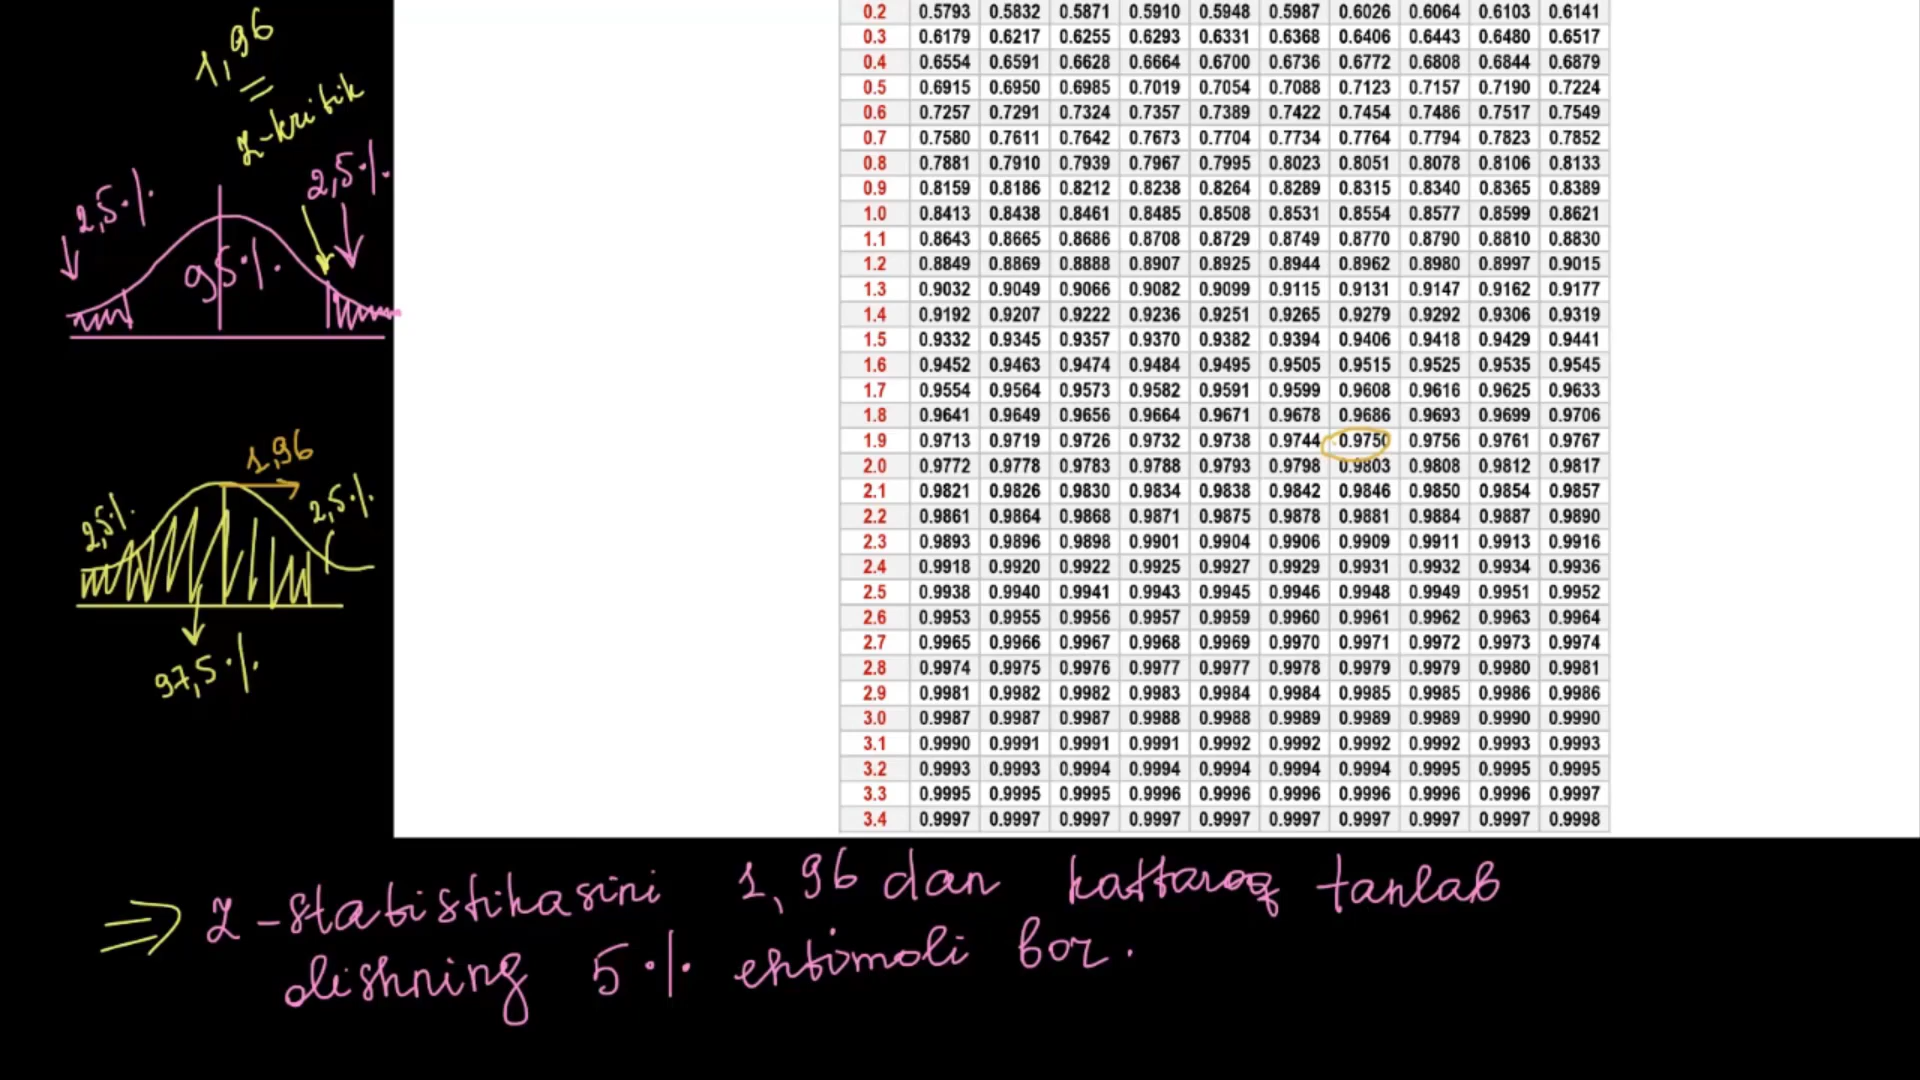 1,96
z-kritik
2,5%
2,5%
95%
1,96
2,5%
2,5%
97,5%
0.2 0.5793 0.5832 0.5871 0.5910 0.5948 0.5987 0.6026 0.6064 0.6103 0.6141
0.3 0.6179 0.6217 0.6255 0.6293 0.6331 0.6368 0.6406 0.6443 0.6480 0.6517
0.4 0.6554 0.6591 0.6628 0.6664 0.6700 0.6736 0.6772 0.6808 0.6844 0.6879
0.5 0.6915 0.6950 0.6985 0.7019 0.7054 0.7088 0.7123 0.7157 0.7190 0.7224
0.6 0.7257 0.7291 0.7324 0.7357 0.7389 0.7422 0.7454 0.7486 0.7517 0.7549
0.7 0.7580 0.7611 0.7642 0.7673 0.7704 0.7734 0.7764 0.7794 0.7823 0.7852
0.8 0.7881 0.7910 0.7939 0.7967 0.7995 0.8023 0.8051 0.8078 0.8106 0.8133
0.9 0.8159 0.8186 0.8212 0.8238 0.8264 0.8289 0.8315 0.8340 0.8365 0.8389
1.0 0.8413 0.8438 0.8461 0.8485 0.8508 0.8531 0.8554 0.8577 0.8599 0.8621
1.1 0.8643 0.8665 0.8686 0.8708 0.8729 0.8749 0.8770 0.8790 0.8810 0.8830
1.2 0.8849 0.8869 0.8888 0.8907 0.8925 0.8944 0.8962 0.8980 0.8997 0.9015
1.3 0.9032 0.9049 0.9066 0.9082 0.9099 0.9115 0.9131 0.9147 0.9162 0.9177
1.4 0.9192 0.9207 0.9222 0.9236 0.9251 0.9265 0.9279 0.9292 0.9306 0.9319
1.5 0.9332 0.9345 0.9357 0.9370 0.9382 0.9394 0.9406 0.9418 0.9429 0.9441
1.6 0.9452 0.9463 0.9474 0.9484 0.9495 0.9505 0.9515 0.9525 0.9535 0.9545
1.7 0.9554 0.9564 0.9573 0.9582 0.9591 0.9599 0.9608 0.9616 0.9625 0.9633
1.8 0.9641 0.9649 0.9656 0.9664 0.9671 0.9678 0.9686 0.9693 0.9699 0.9706
1.9 0.9713 0.9719 0.9726 0.9732 0.9738 0.9744 0.9750 0.9756 0.9761 0.9767
2.0 0.9772 0.9778 0.9783 0.9788 0.9793 0.9798 0.9803 0.9808 0.9812 0.9817
2.1 0.9821 0.9826 0.9830 0.9834 0.9838 0.9842 0.9846 0.9850 0.9854 0.9857
2.2 0.9861 0.9864 0.9868 0.9871 0.9875 0.9878 0.9881 0.9884 0.9887 0.9890
2.3 0.9893 0.9896 0.9898 0.9901 0.9904 0.9906 0.9909 0.9911 0.9913 0.9916
2.4 0.9918 0.9920 0.9922 0.9925 0.9927 0.9929 0.9931 0.9932 0.9934 0.9936
2.5 0.9938 0.9940 0.9941 0.9943 0.9945 0.9946 0.9948 0.9949 0.9951 0.9952
2.6 0.9953 0.9955 0.9956 0.9957 0.9959 0.9960 0.9961 0.9962 0.9963 0.9964
2.7 0.9965 0.9966 0.9967 0.9968 0.9969 0.9970 0.9971 0.9972 0.9973 0.9974
2.8 0.9974 0.9975 0.9976 0.9977 0.9977 0.9978 0.9979 0.9979 0.9980 0.9981
2.9 0.9981 0.9982 0.9982 0.9983 0.9984 0.9984 0.9985 0.9985 0.9986 0.9986
3.0 0.9987 0.9987 0.9987 0.9988 0.9988 0.9989 0.9989 0.9989 0.9990 0.9990
3.1 0.9990 0.9991 0.9991 0.9991 0.9992 0.9992 0.9992 0.9992 0.9993 0.9993
3.2 0.9993 0.9993 0.9994 0.9994 0.9994 0.9994 0.9994 0.9995 0.9995 0.9995
3.3 0.9995 0.9995 0.9995 0.9996 0.9996 0.9996 0.9996 0.9996 0.9996 0.9997
3.4 0.9997 0.9997 0.9997 0.9997 0.9997 0.9997 0.9997 0.9997 0.9997 0.9998
⇒ z-statistikasini 1,96 dan kattaroq tanlab
olishning 5% ehtimoli bor.